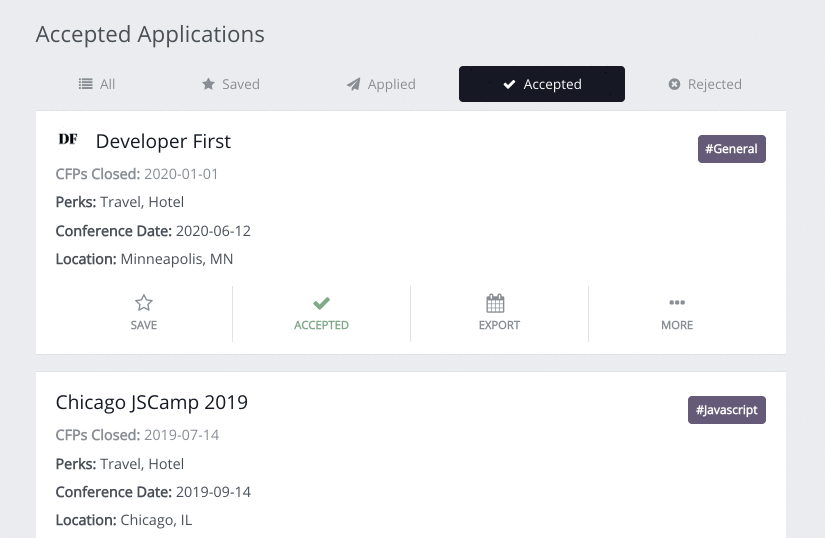 Accepted Applications
All Saved Applied Accepted Rejected
DF Developer First #General
CFPs Closed: 2020-01-01
Perks: Travel, Hotel
Conference Date: 2020-06-12
Location: Minneapolis, MN
SAVE ACCEPTED EXPORT MORE
Chicago JSCamp 2019 #Javascript
CFPs Closed: 2019-07-14
Perks: Travel, Hotel
Conference Date: 2019-09-14
Location: Chicago, IL